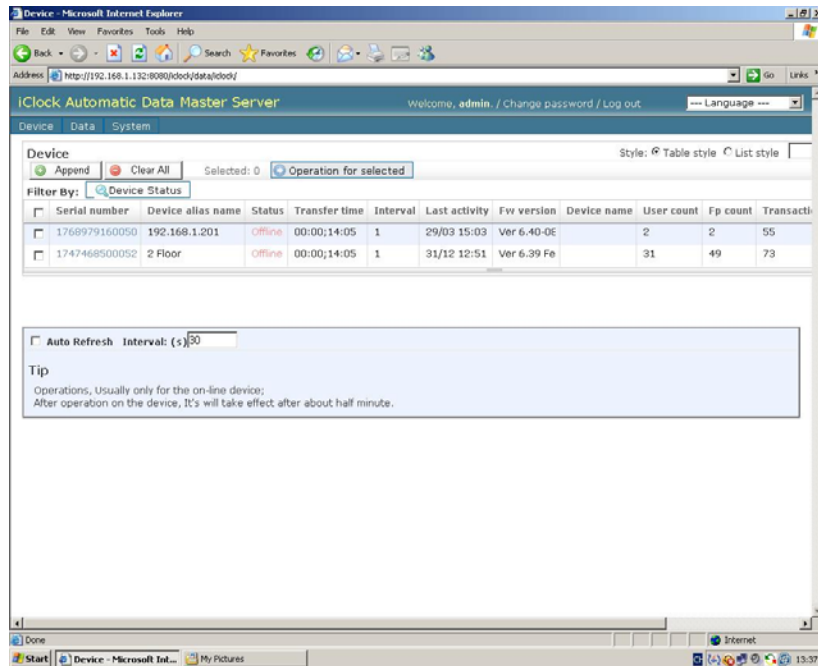 Device - Microsoft Internet Explorer
File Edit View Favorites Tools Help
Back Search Favorites
Address http://192.168.1.132:8080/iclock/data/iclock/ Go Links
iClock Automatic Data Master Server Welcome, admin. / Change password / Log out --- Language ---
Device Data System
Device Style: Table style List style
Append Clear All Selected: 0 Operation for selected
Filter By: Device Status
Serial number Device alias name Status Transfer time Interval Last activity Fw version Device name User count Fp count Transacti
1768979160050 192.168.1.201 Offline 00:00;14:05 1 29/03 15:03 Ver 6.40-08 2 2 55
1747468500052 2 Floor Offline 00:00;14:05 1 31/12 12:51 Ver 6.39 Fe 31 49 73
Auto Refresh Interval: (s) 30
Tip
Operations, Usually only for the on-line device;
After operation on the device, It's will take effect after about half minute.
Done Internet
Start Device - Microsoft Int... My Pictures 13:37